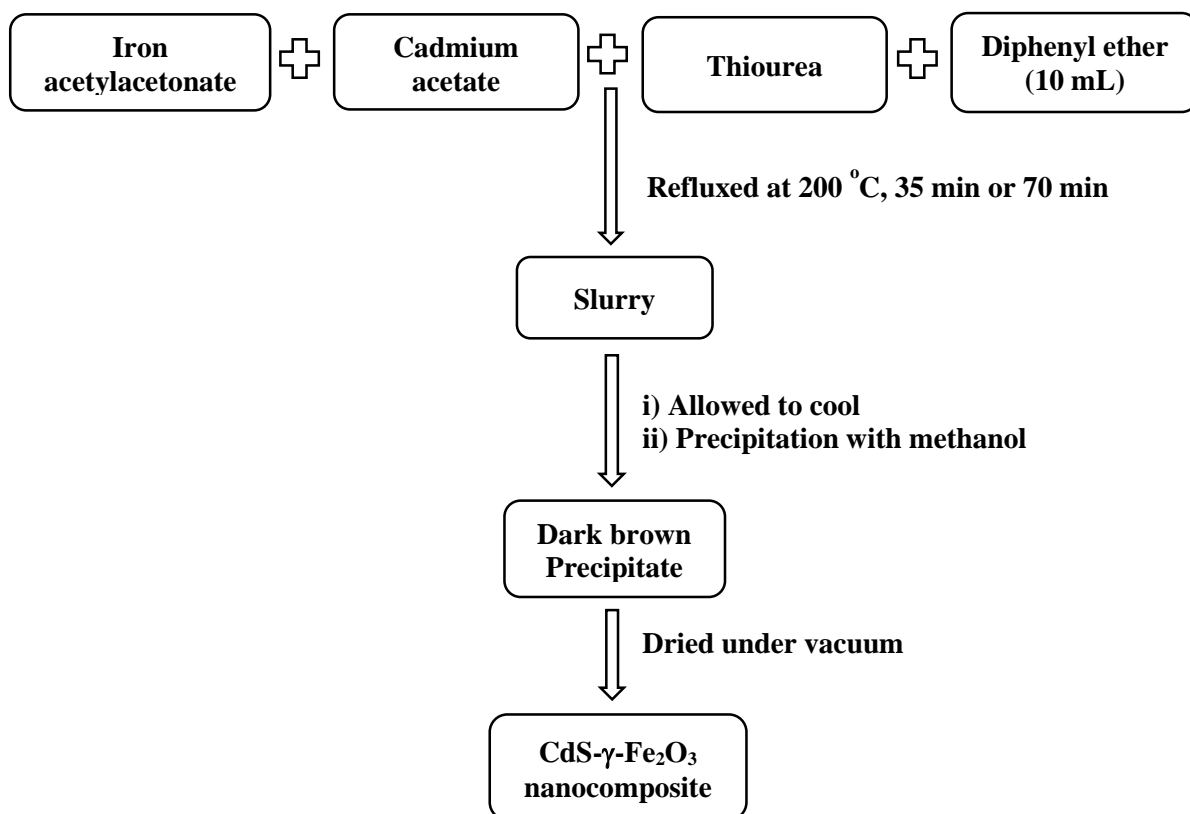 Iron
acetylacetonate
Cadmium
acetate
Thiourea
Diphenyl ether
(10 mL)
Refluxed at 200 °C, 35 min or 70 min
Slurry
i) Allowed to cool
ii) Precipitation with methanol
Dark brown
Precipitate
Dried under vacuum
CdS-γ-Fe₂O₃
nanocomposite